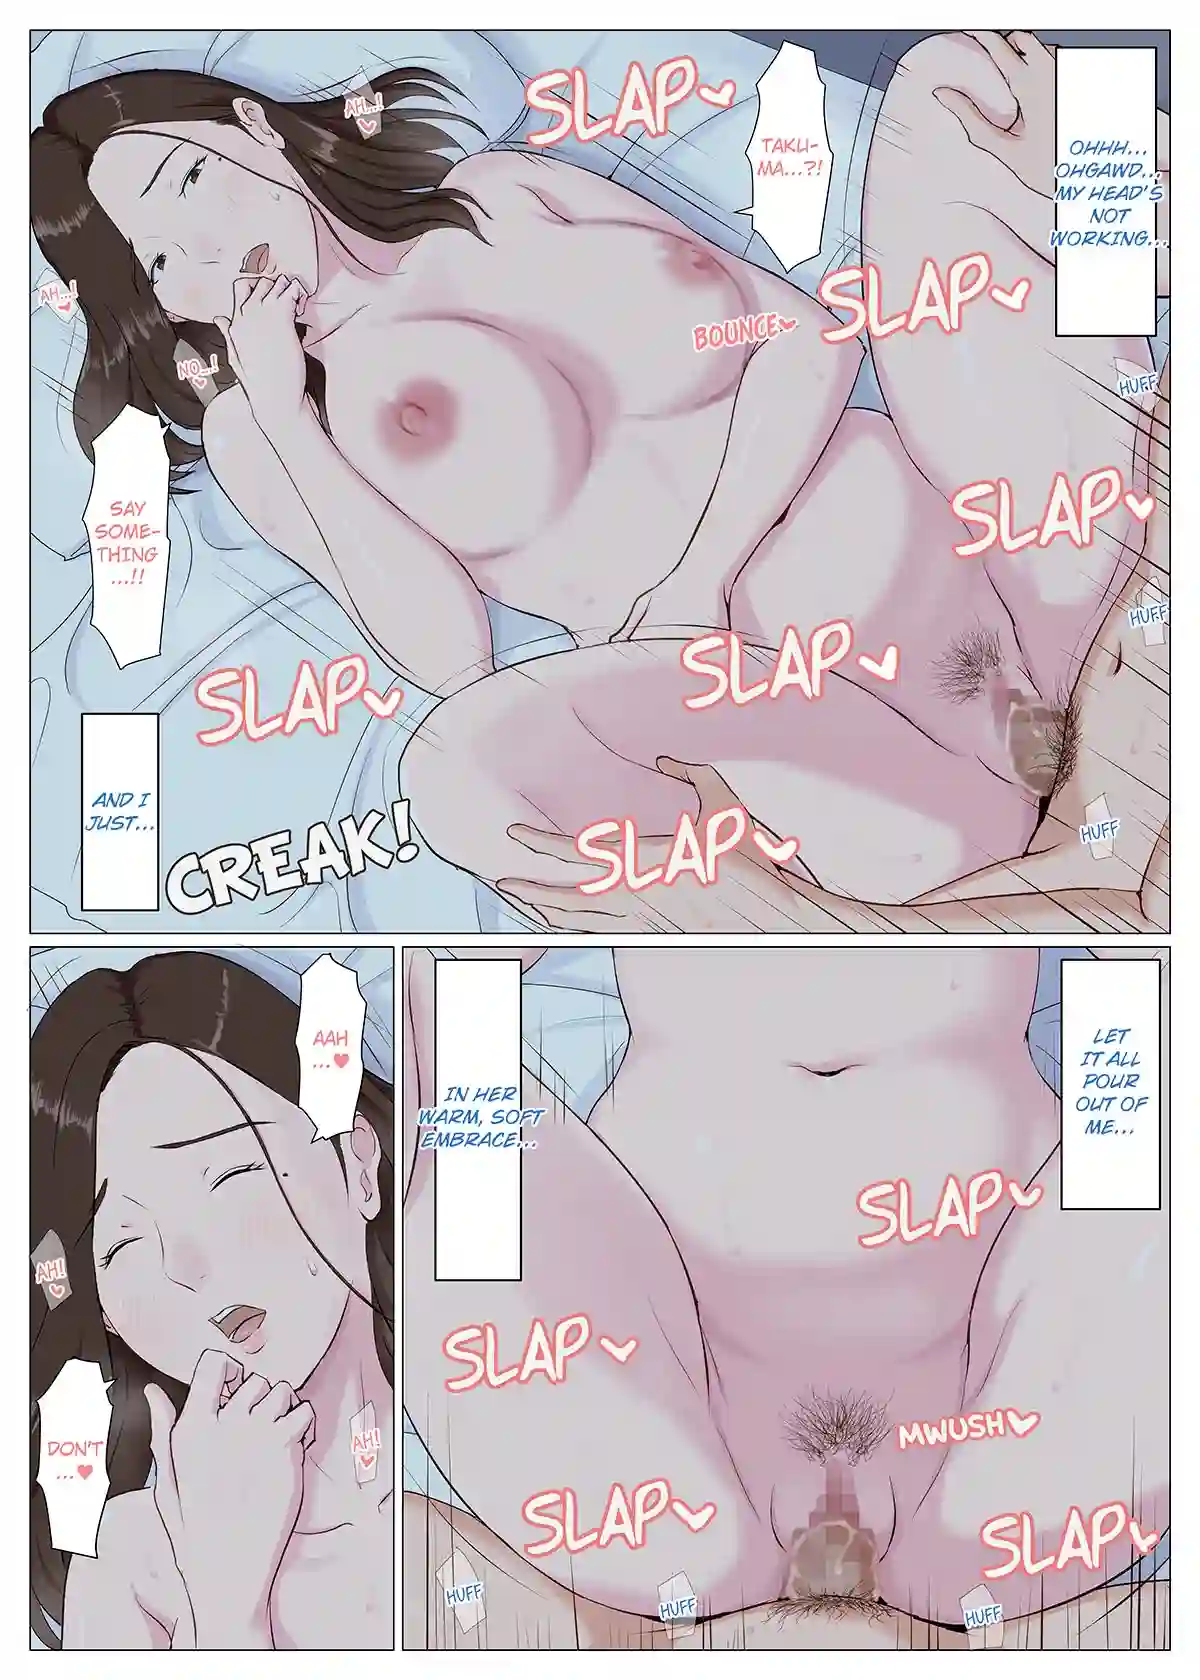 OHHH...
OHGAWD...
MY HEAD'S
NOT
WORKING...
TAKU-
MA...?!
SLAP
AH...!
SLAP
BOUNCE
AH...!
NO...!
HUFF
SLAP
SAY
SOME-
THING
...!!
HUFF
SLAP
SLAP
AND I
JUST...
CREAK!
SLAP
HUFF
LET
IT ALL
POUR
OUT OF
ME...
IN HER
WARM, SOFT
EMBRACE...
SLAP
SLAP
MWUSH
SLAP
SLAP
HUFF
HUFF
HUFF
AAH
...♥
AH!
AH!
DON'T
...♥